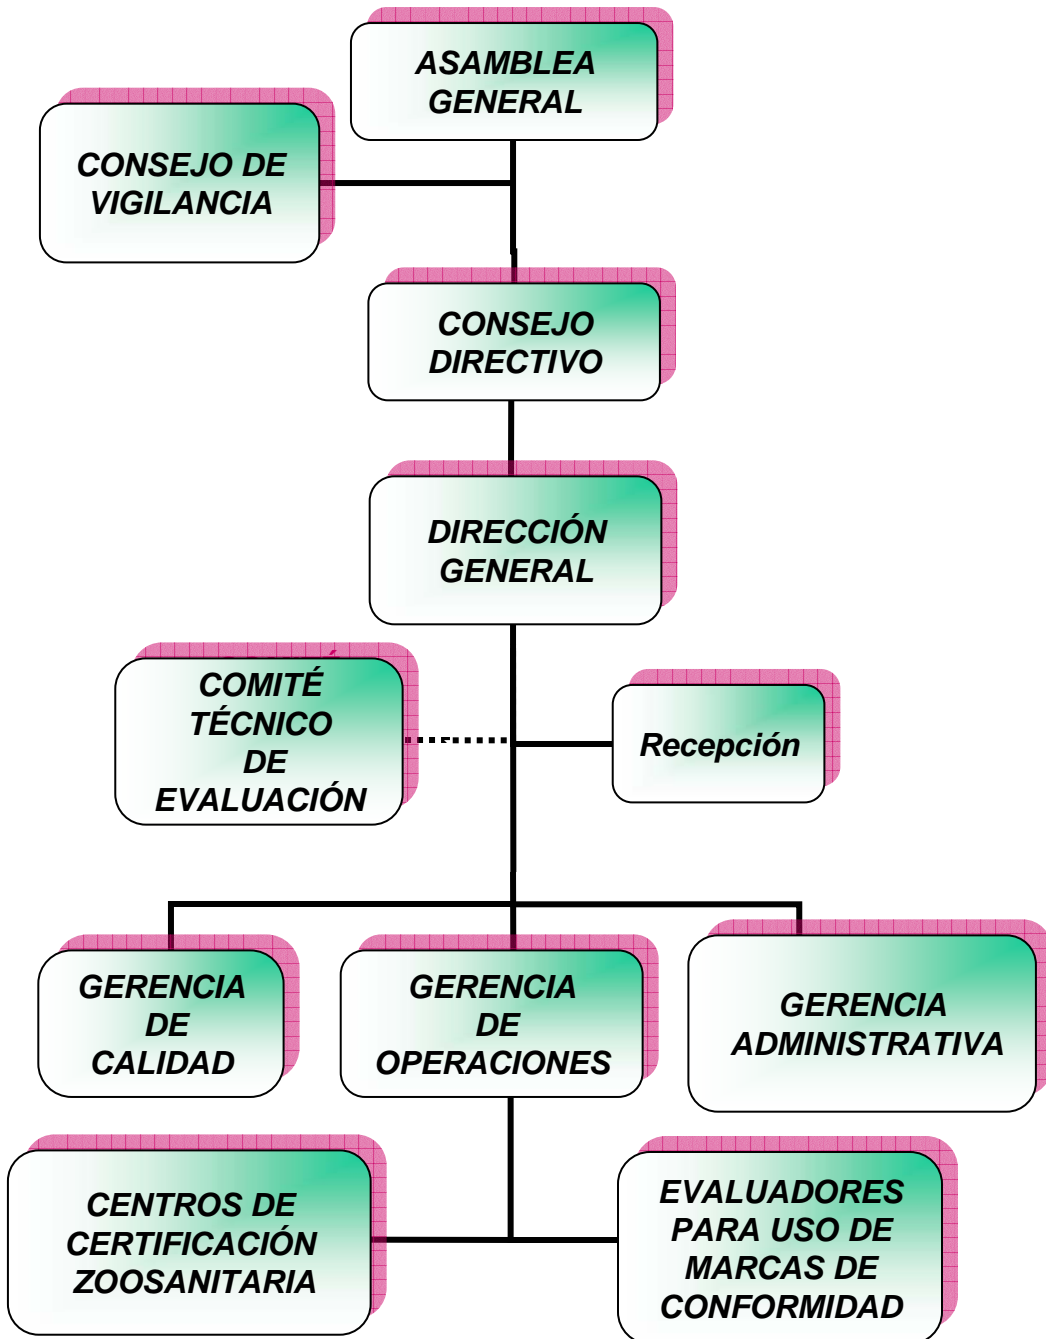 ASAMBLEA
GENERAL
CONSEJO DE
VIGILANCIA
CONSEJO
DIRECTIVO
DIRECCIÓN
GENERAL
COMITÉ
TÉCNICO
DE
EVALUACIÓN
Recepción
GERENCIA
DE
CALIDAD
GERENCIA
DE
OPERACIONES
GERENCIA
ADMINISTRATIVA
CENTROS DE
CERTIFICACIÓN
ZOOSANITARIA
EVALUADORES
PARA USO DE
MARCAS DE
CONFORMIDAD